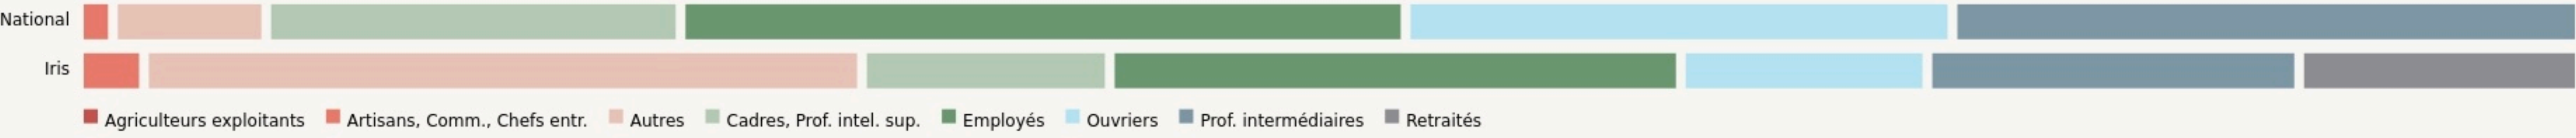 National
Iris
Agriculteurs exploitants Artisans, Comm., Chefs entr. Autres Cadres, Prof. intel. sup. Employés Ouvriers Prof. intermédiaires Retraités